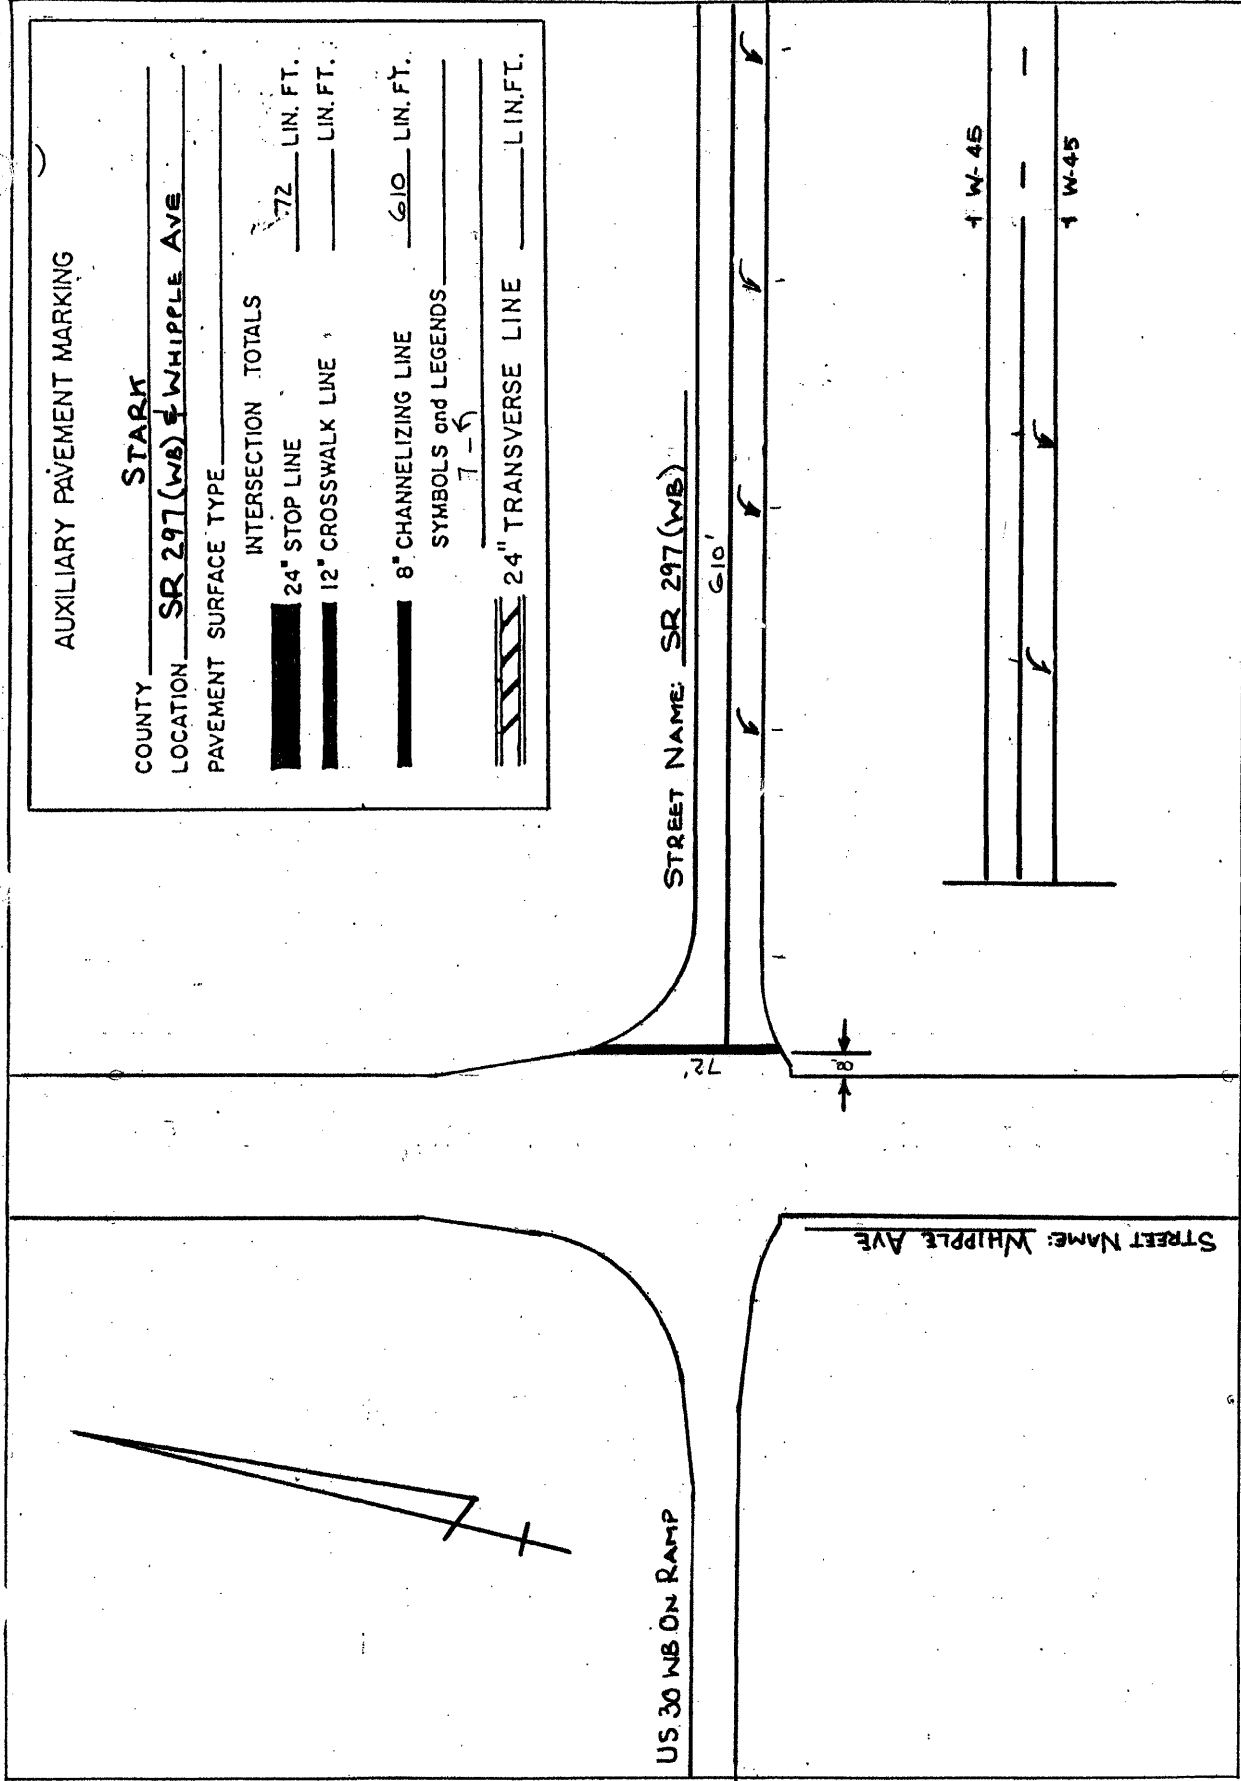 AUXILIARY PAVEMENT MARKING
COUNTY STARK
LOCATION SR 297 (WB) & WHIPPLE AVE
PAVEMENT SURFACE TYPE
INTERSECTION TOTALS
24" STOP LINE 72 LIN. FT.
12" CROSSWALK LINE LIN. FT.
8" CHANNELIZING LINE 610 LIN. FT.
SYMBOLS and LEGENDS
7 -
24" TRANSVERSE LINE LIN. FT.
STREET NAME: SR 297 (WB)
610'
72'
8'
W-45
W-45
STREET NAME: WHIPPLE AVE
US 30 WB ON RAMP